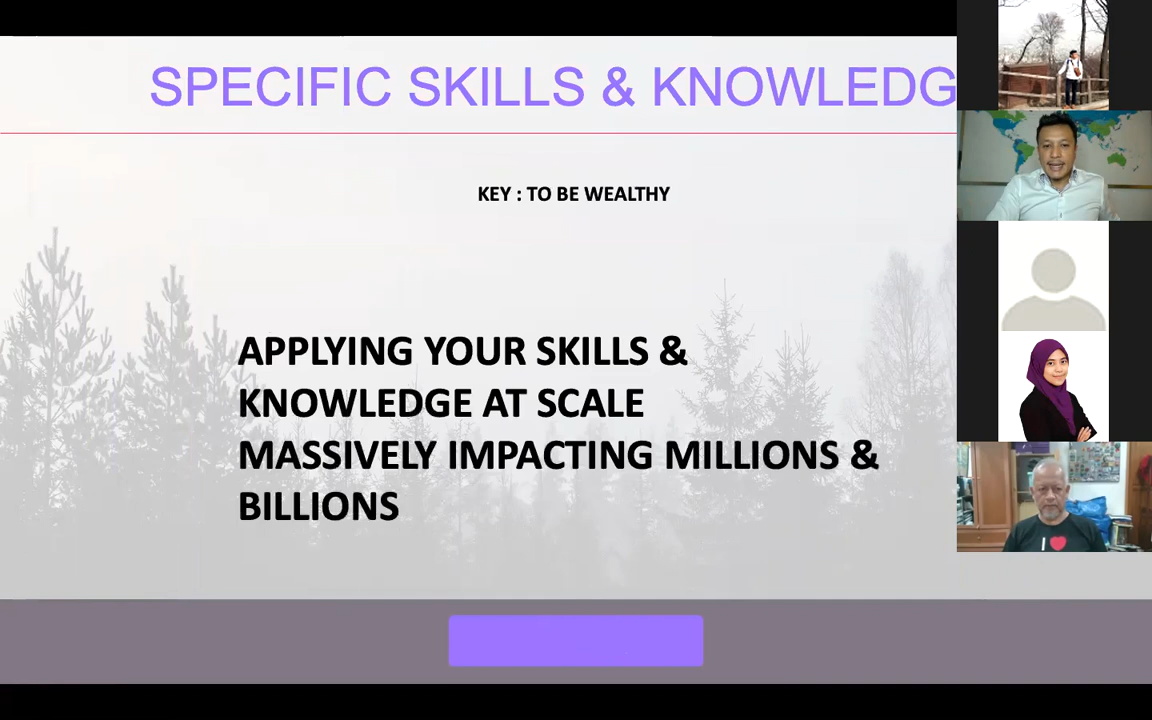 SPECIFIC SKILLS & KNOWLEDG
KEY : TO BE WEALTHY
APPLYING YOUR SKILLS &
KNOWLEDGE AT SCALE
MASSIVELY IMPACTING MILLIONS &
BILLIONS
I